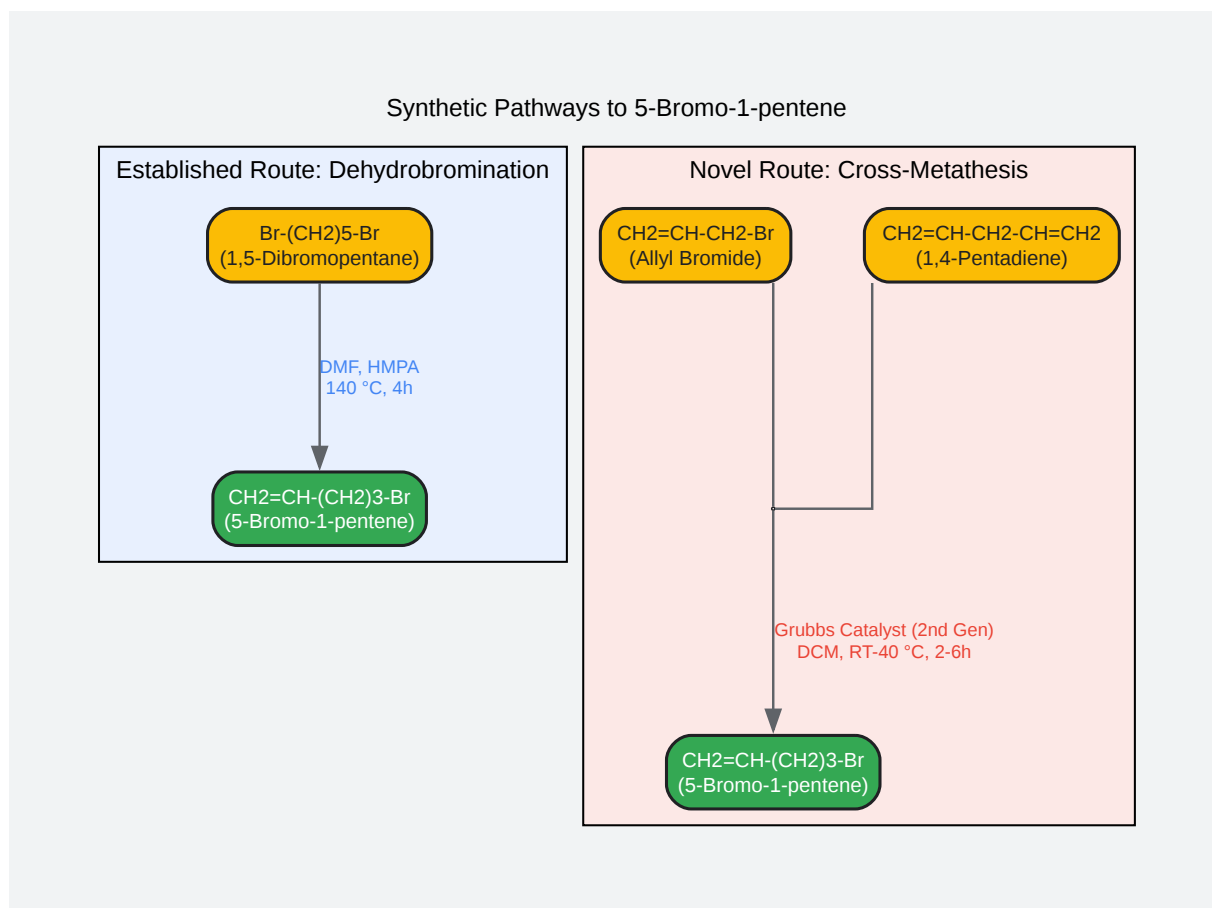 Synthetic Pathways to 5-Bromo-1-pentene
Established Route: Dehydrobromination
Br-(CH2)5-Br
(1,5-Dibromopentane)
DMF, HMPA
140 °C, 4h
CH2=CH-(CH2)3-Br
(5-Bromo-1-pentene)
Novel Route: Cross-Metathesis
CH2=CH-CH2-Br
(Allyl Bromide)
CH2=CH-CH2-CH=CH2
(1,4-Pentadiene)
Grubbs Catalyst (2nd Gen)
DCM, RT-40 °C, 2-6h
CH2=CH-(CH2)3-Br
(5-Bromo-1-pentene)